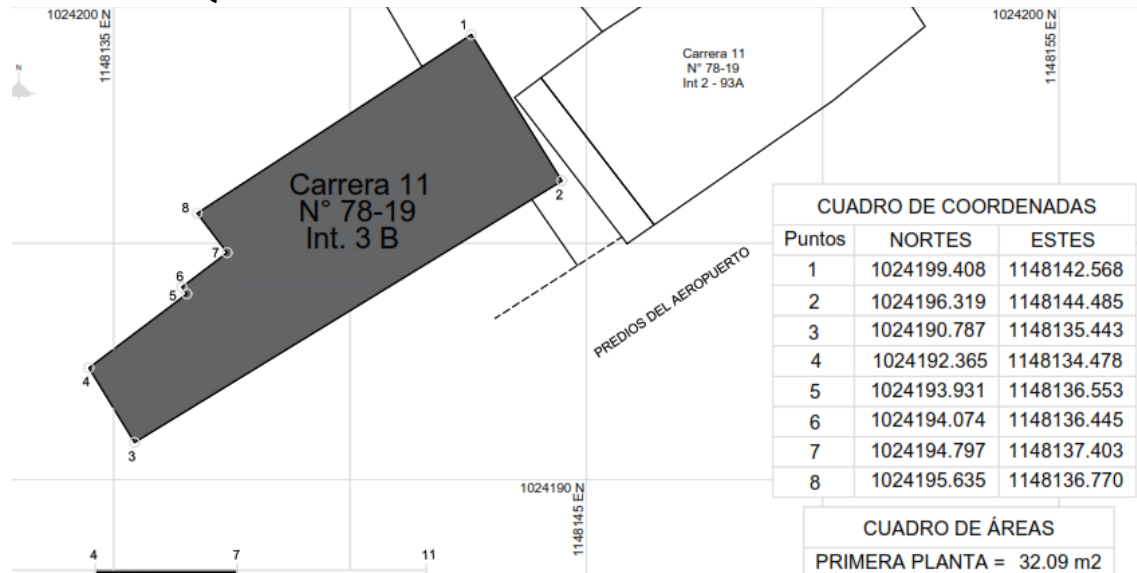 1024200 N
1148135 E
N
1
1024200 N
1148155 E
Carrera 11
N° 78-19
Int 2 - 93A
Carrera 11
N° 78-19
Int. 3 B
2
8
7
6
5
4
3
PREDIOS DEL AEROPUERTO
1024190 N
1148145 E
4 7 11
CUADRO DE COORDENADAS
Puntos NORTES ESTES
1 1024199.408 1148142.568
2 1024196.319 1148144.485
3 1024190.787 1148135.443
4 1024192.365 1148134.478
5 1024193.931 1148136.553
6 1024194.074 1148136.445
7 1024194.797 1148137.403
8 1024195.635 1148136.770
CUADRO DE ÁREAS
PRIMERA PLANTA = 32.09 m2